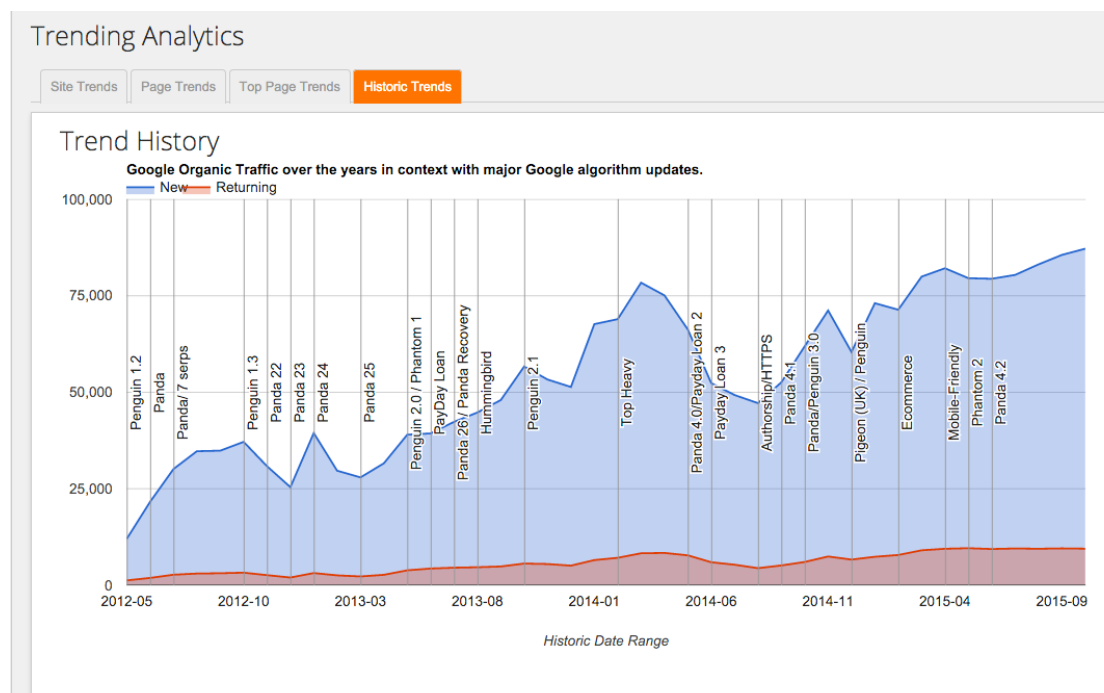 Trending Analytics
Site Trends
Page Trends
Top Page Trends
Historic Trends
Trend History
Google Organic Traffic over the years in context with major Google algorithm updates.
New
Returning
100,000
75,000
50,000
25,000
0
Penguin 1.2
Panda
Panda/ 7 serps
Penguin 1.3
Panda 22
Panda 23
Panda 24
Panda 25
Penguin 2.0 / Phantom 1
PayDay Loan
Panda 26 / Panda Recovery
Hummingbird
Penguin 2.1
Top Heavy
Panda 4.0/Payday Loan 2
Payday Loan 3
Authorship/HTTPS
Panda 4.1
Panda/Penguin 3.0
Pigeon (UK) / Penguin
Ecommerce
Mobile-Friendly
Phantom 2
Panda 4.2
2012-05
2012-10
2013-03
2013-08
2014-01
2014-06
2014-11
2015-04
2015-09
Historic Date Range